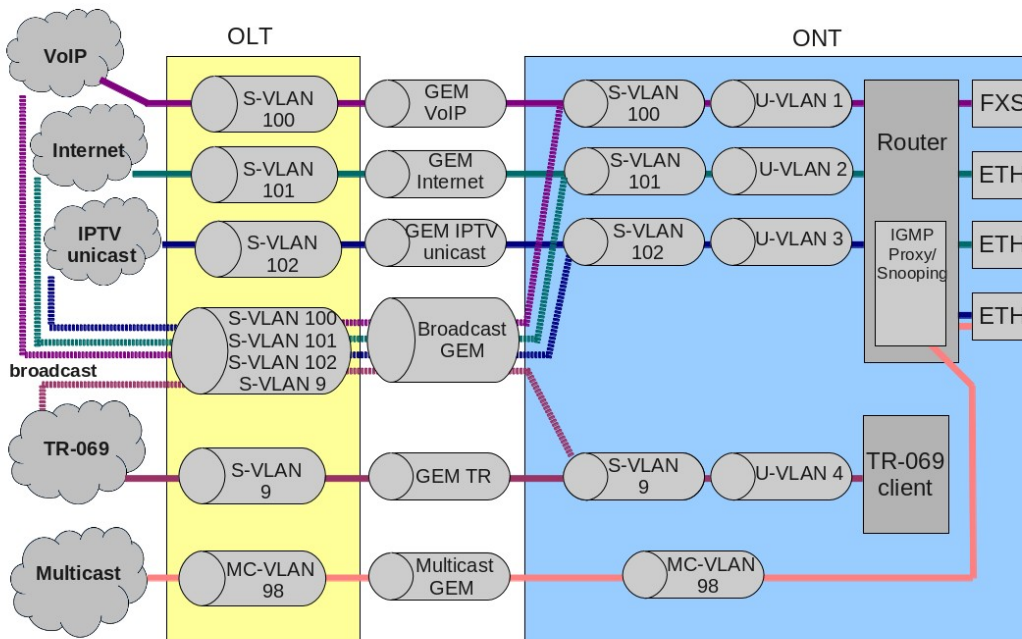 OLT
ONT
VoIP
S-VLAN
100
GEM
VoIP
S-VLAN
100
U-VLAN 1
Router
FXS
Internet
S-VLAN
101
GEM
Internet
S-VLAN
101
U-VLAN 2
ETH
IPTV
unicast
S-VLAN
102
GEM IPTV
unicast
S-VLAN
102
U-VLAN 3
IGMP
Proxy/
Snooping
ETH
ETH
S-VLAN 100
S-VLAN 101
S-VLAN 102
S-VLAN 9
Broadcast
GEM
broadcast
TR-069
S-VLAN
9
GEM TR
S-VLAN
9
U-VLAN 4
TR-069
client
Multicast
MC-VLAN
98
Multicast
GEM
MC-VLAN
98